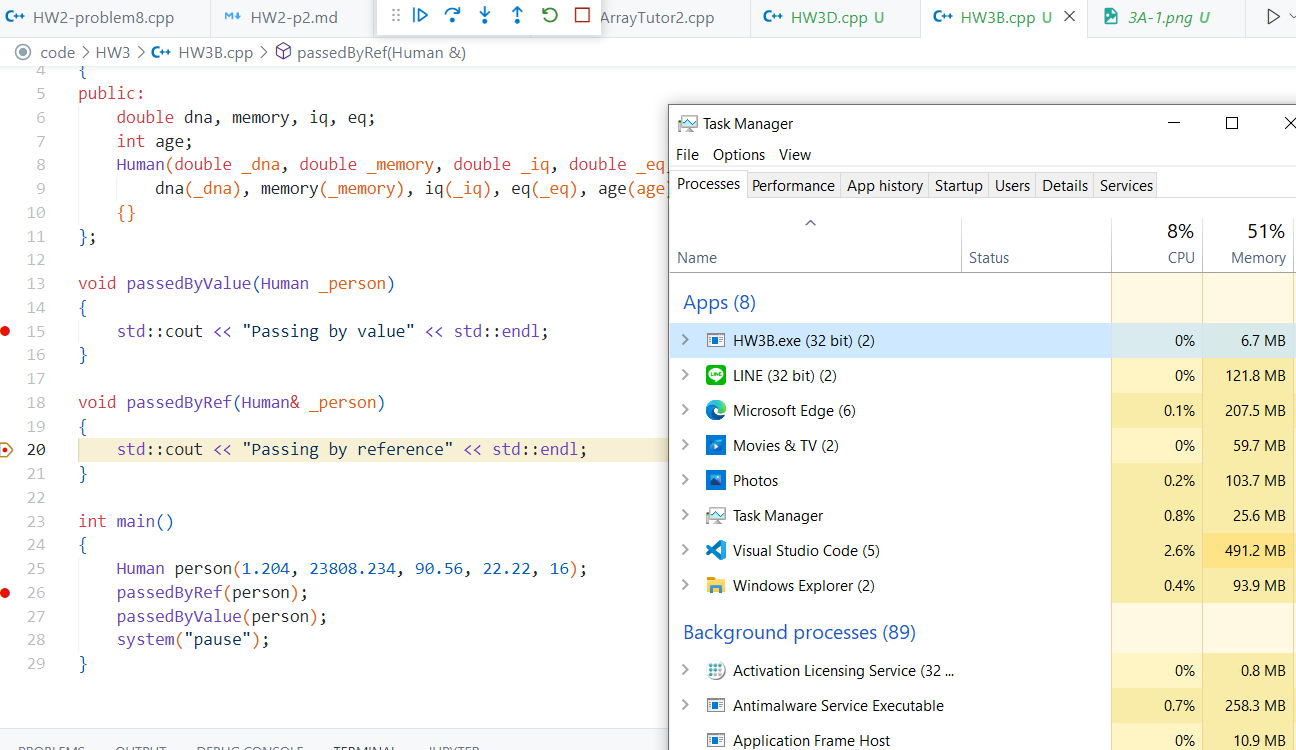 HW2-problem8.cpp HW2-p2.md ArrayTutor2.cpp HW3D.cpp U HW3B.cpp U 3A-1.png U
code > HW3 > HW3B.cpp > passedByRef(Human &)
4 {
5 public:
6 double dna, memory, iq, eq;
7 int age;
8 Human(double _dna, double _memory, double _iq, double _eq,
9 dna(_dna), memory(_memory), iq(_iq), eq(_eq), age(age)
10 {}
11 };
12
13 void passedByValue(Human _person)
14 {
15 std::cout << "Passing by value" << std::endl;
16 }
17
18 void passedByRef(Human& _person)
19 {
20 std::cout << "Passing by reference" << std::endl;
21 }
22
23 int main()
24 {
25 Human person(1.204, 23808.234, 90.56, 22.22, 16);
26 passedByRef(person);
27 passedByValue(person);
28 system("pause");
29 }
PROBLEMS OUTPUT DEBUG CONSOLE TERMINAL JUPYTER
Task Manager
File Options View
Processes Performance App history Startup Users Details Services
8% 51%
Name Status CPU Memory
Apps (8)
HW3B.exe (32 bit) (2) 0% 6.7 MB
LINE (32 bit) (2) 0% 121.8 MB
Microsoft Edge (6) 0.1% 207.5 MB
Movies & TV (2) 0% 59.7 MB
Photos 0.2% 103.7 MB
Task Manager 0.8% 25.6 MB
Visual Studio Code (5) 2.6% 491.2 MB
Windows Explorer (2) 0.4% 93.9 MB
Background processes (89)
Activation Licensing Service (32 ... 0% 0.8 MB
Antimalware Service Executable 0.7% 258.3 MB
Application Frame Host 0% 10.9 MB